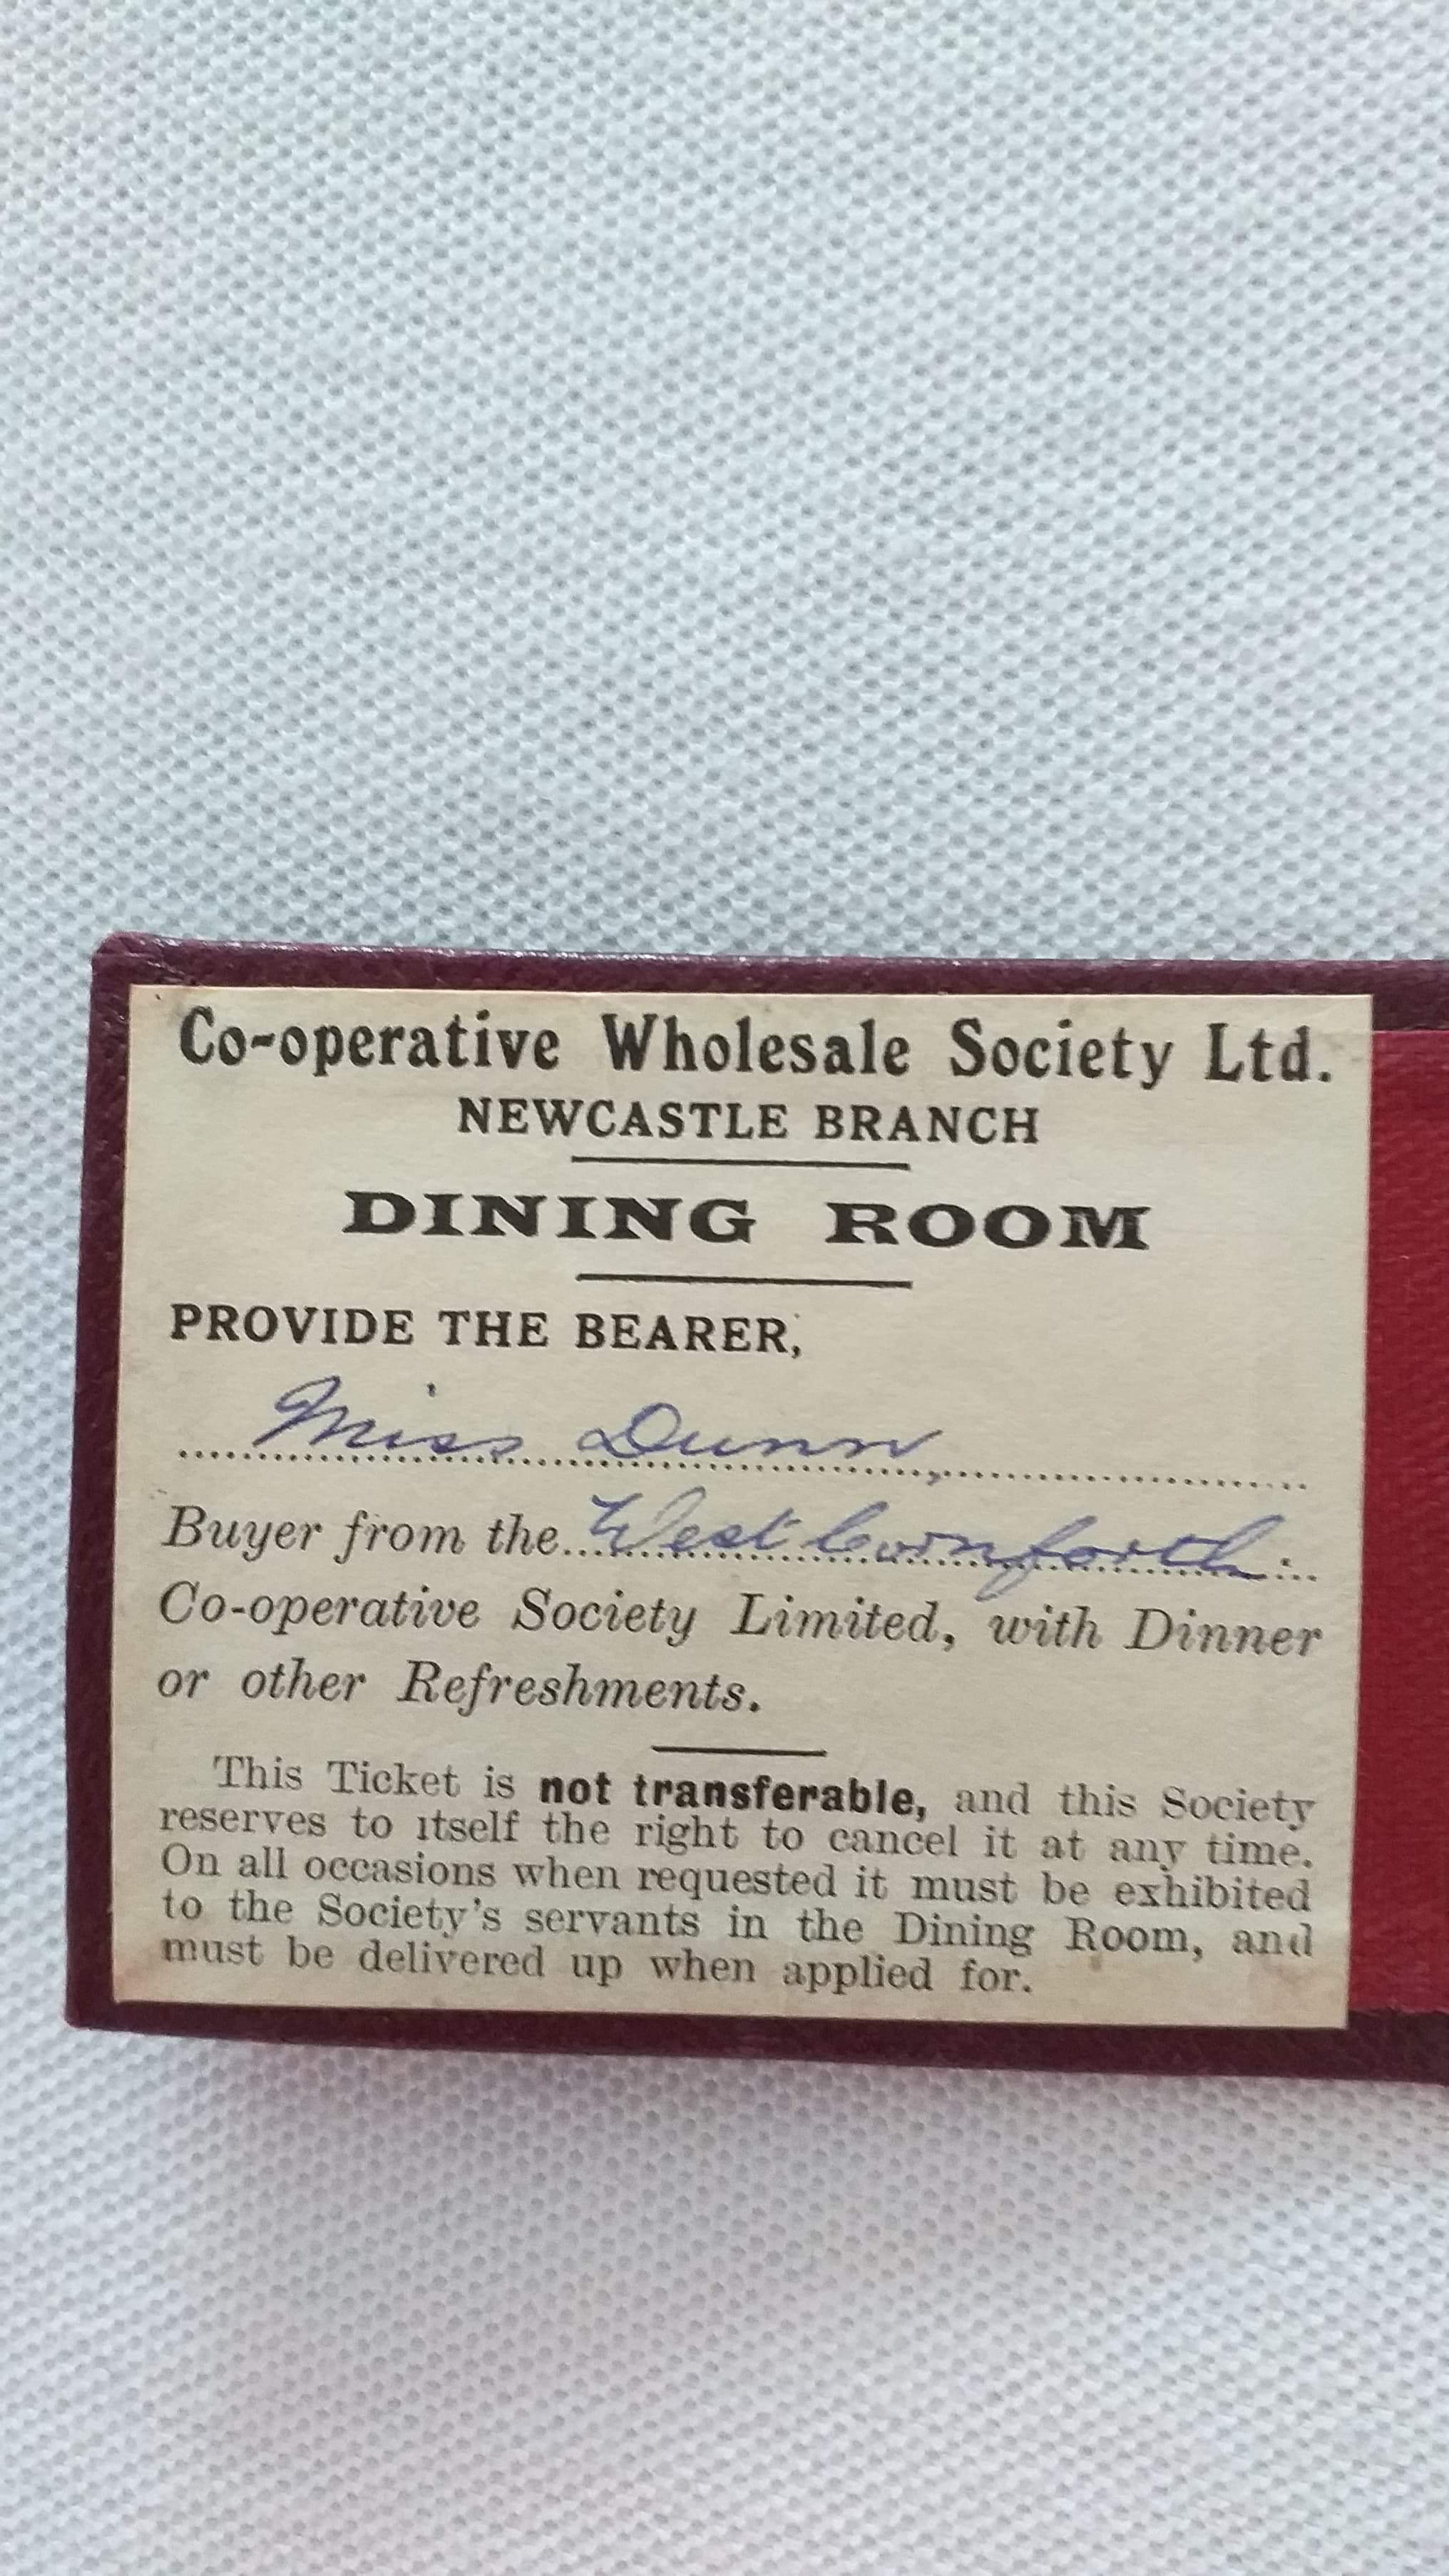 Co-operative Wholesale Society Ltd.
NEWCASTLE BRANCH
DINING ROOM
PROVIDE THE BEARER,
Miss Dunn,
Buyer from the West Cornforth
Co-operative Society Limited, with Dinner
or other Refreshments.
This Ticket is not transferable, and this Society
reserves to itself the right to cancel it at any time.
On all occasions when requested it must be exhibited
to the Society's servants in the Dining Room, and
must be delivered up when applied for.